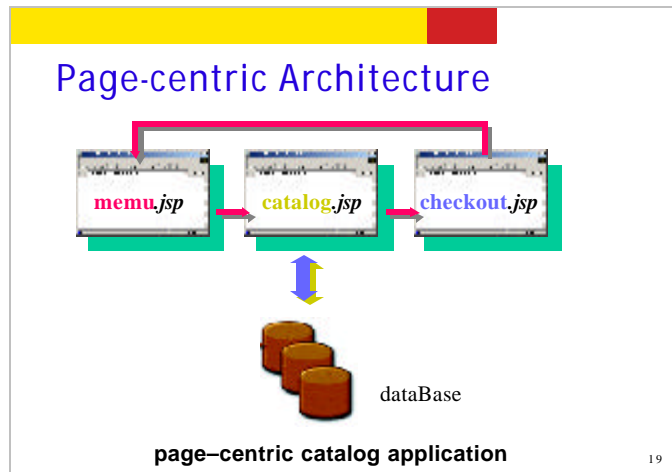 Page-centric Architecture
memu.jsp
catalog.jsp
checkout.jsp
dataBase
page–centric catalog application
19